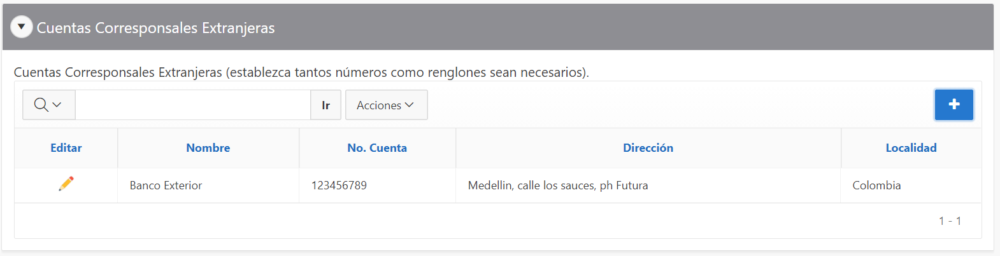 Cuentas Corresponsales Extranjeras
Cuentas Corresponsales Extranjeras (establezca tantos números como renglones sean necesarios).
Ir Acciones
Editar Nombre No. Cuenta Dirección Localidad
Banco Exterior 123456789 Medellin, calle los sauces, ph Futura Colombia
1 - 1